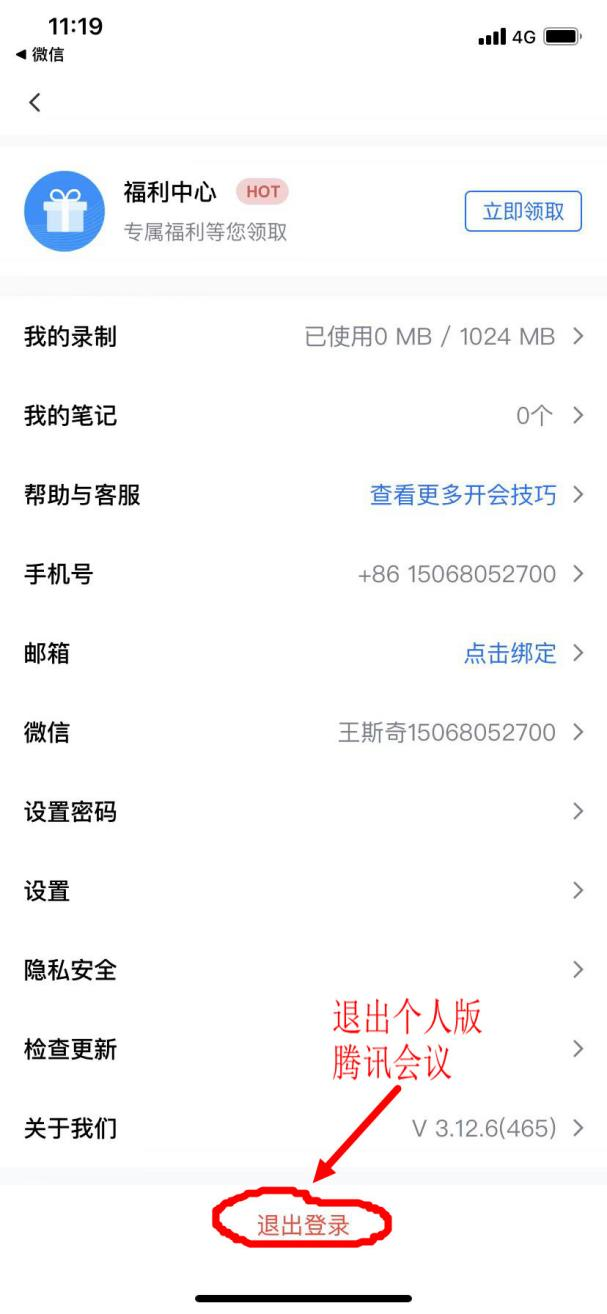 11:19
4G
◀ 微信
福利中心 HOT
专属福利等您领取
立即领取
我的录制 已使用0 MB / 1024 MB
我的笔记 0个
帮助与客服 查看更多开会技巧
手机号 +86 15068052700
邮箱 点击绑定
微信 王斯奇15068052700
设置密码
设置
隐私安全
退出个人版
腾讯会议
检查更新
关于我们 V 3.12.6(465)
退出登录